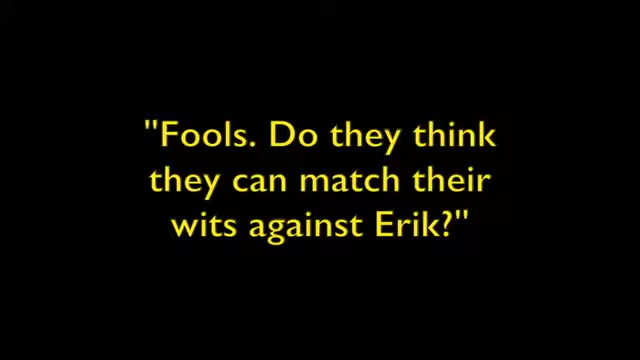 "Fools. Do they think
they can match their
wits against Erik?"